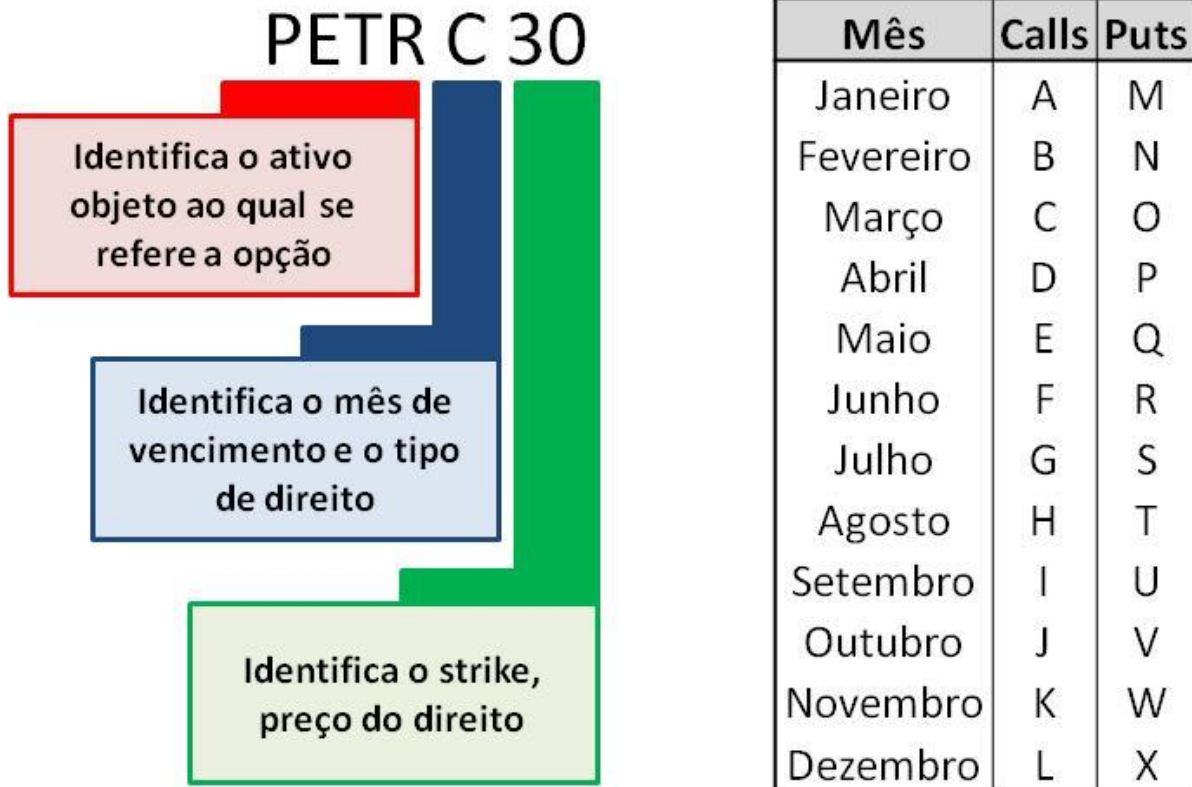 PETR C 30
Identifica o ativo
objeto ao qual se
refere a opção
Identifica o mês de
vencimento e o tipo
de direito
Identifica o strike,
preço do direito
Mês Calls Puts
Janeiro A M
Fevereiro B N
Março C O
Abril D P
Maio E Q
Junho F R
Julho G S
Agosto H T
Setembro I U
Outubro J V
Novembro K W
Dezembro L X